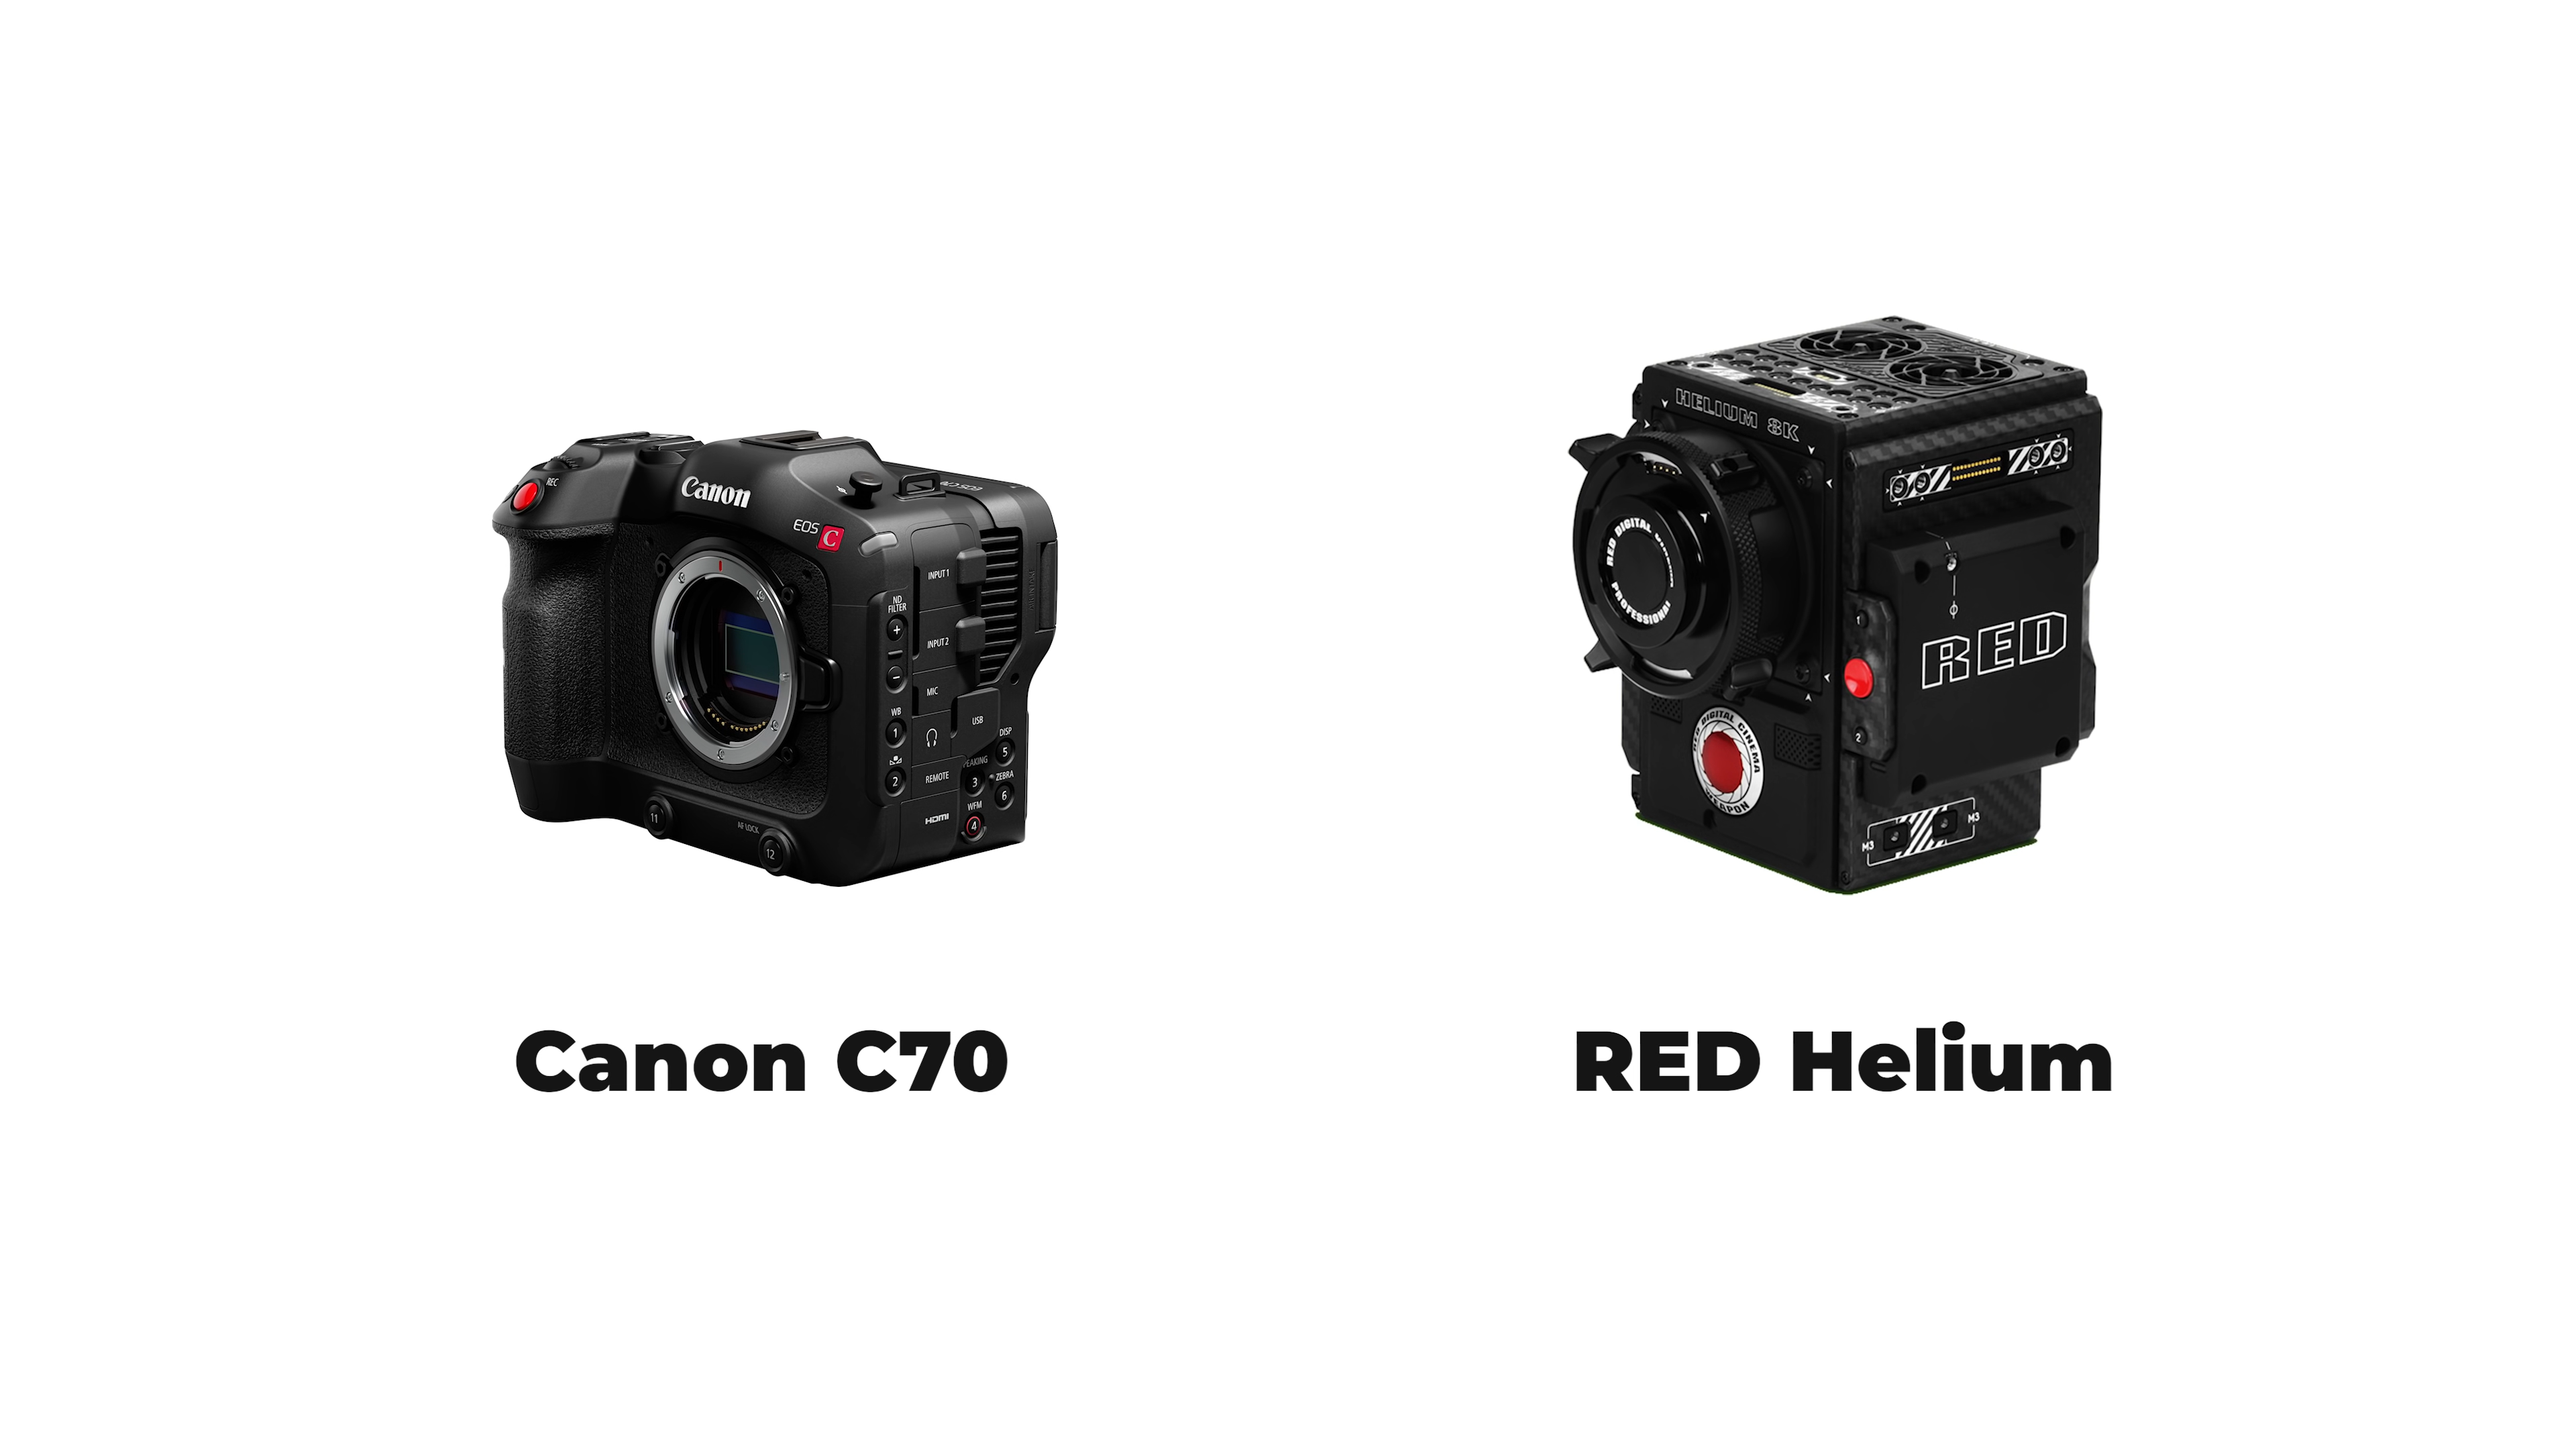 REC
Canon
EOS C
ND
FILTER
+
-
INPUT 1
INPUT 2
MIC
WB
1
2
USB
REMOTE
HDMI
DISP
5
PEAKING
3
ZEBRA
6
WFM
4
11
AF LOCK
12
HELIUM 8K
RED DIGITAL
PROFESSIONAL
RED DIGITAL CINEMA
WEAPON
1
2
RED
M3
M3
Canon C70
RED Helium